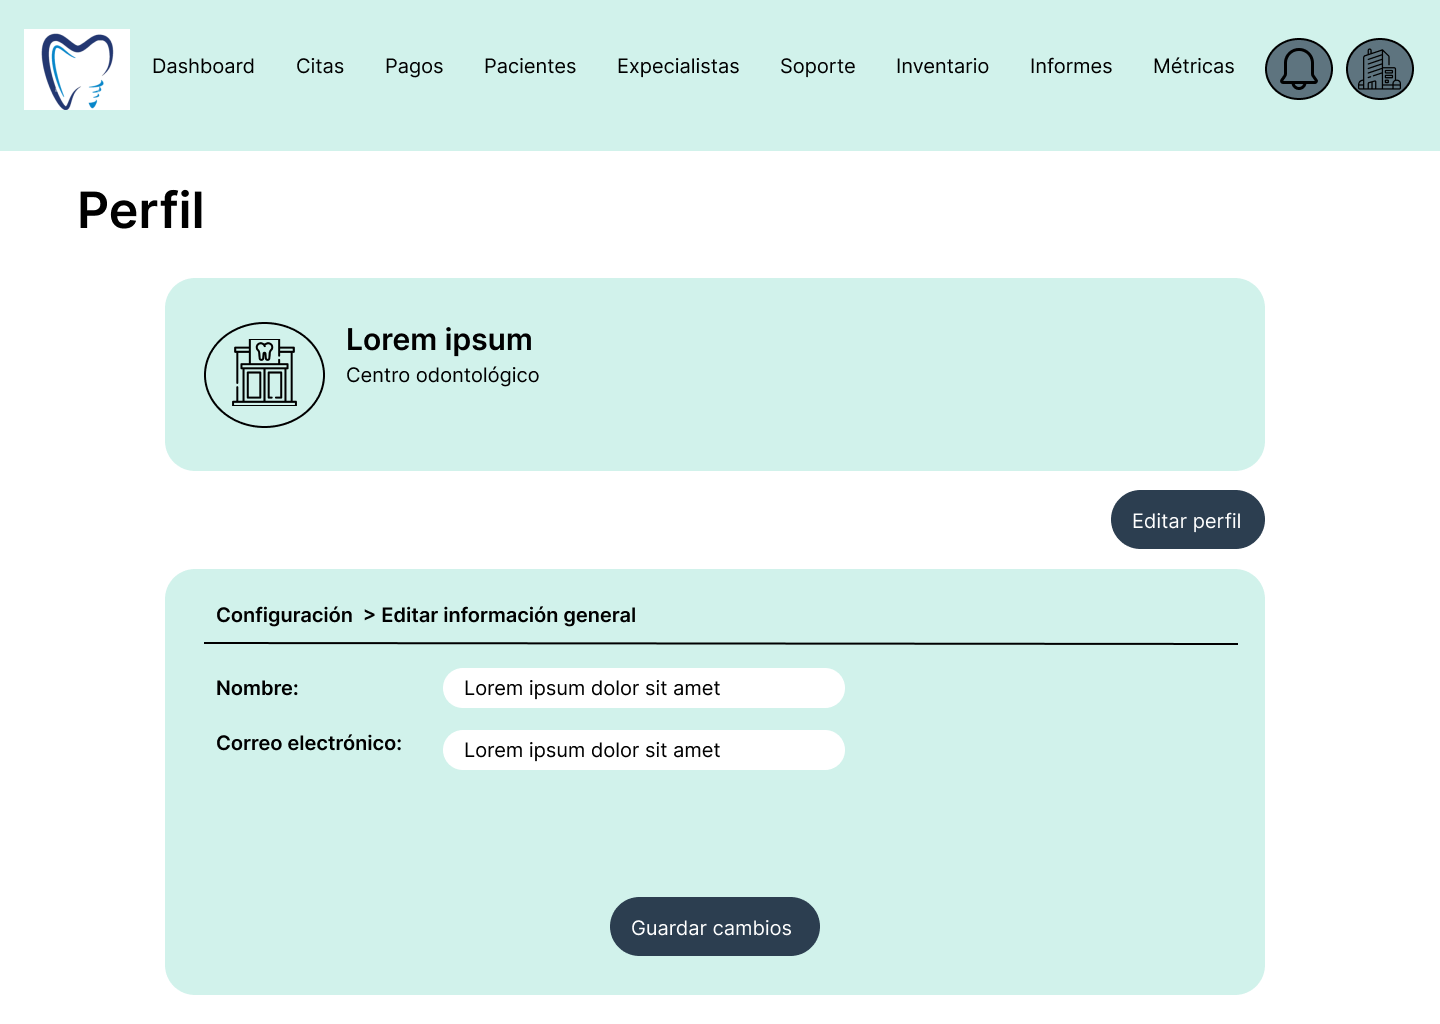 Dashboard Citas Pagos Pacientes Expecialistas Soporte Inventario Informes Métricas
Perfil
Lorem ipsum
Centro odontológico
Editar perfil
Configuración > Editar información general
Nombre: Lorem ipsum dolor sit amet
Correo electrónico: Lorem ipsum dolor sit amet
Guardar cambios